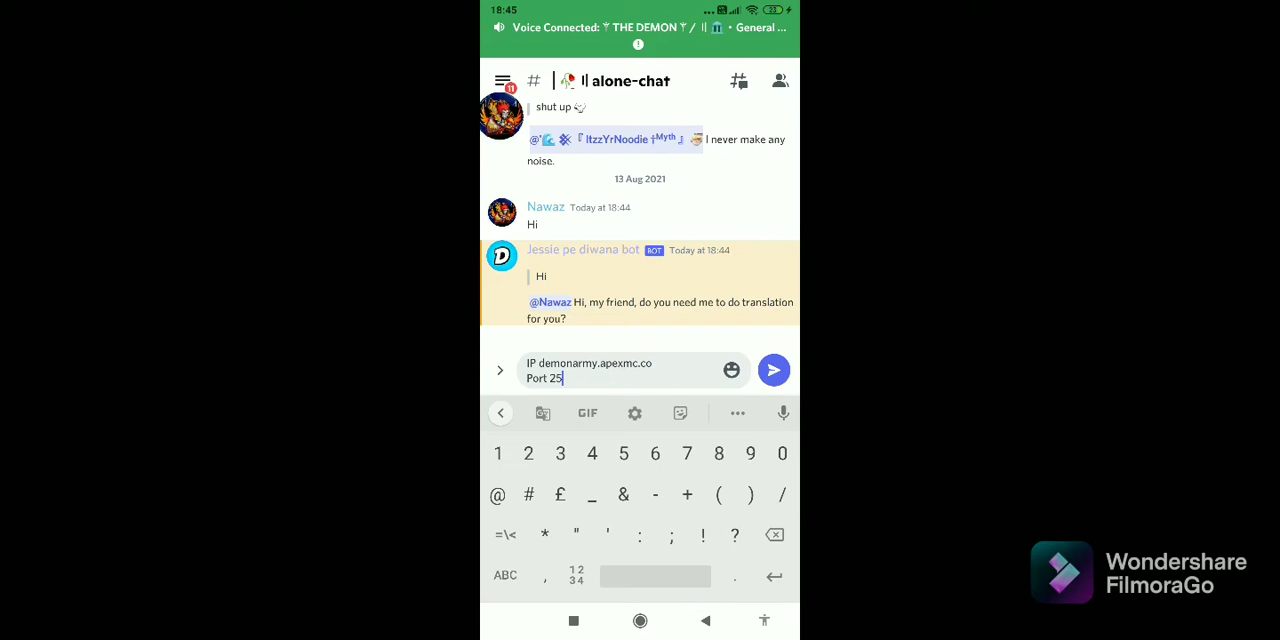 18:45
23
Voice Connected: ⚚ THE DEMON ⚚ / 〢🏛️ • General ...
11
# | 🥀〢alone-chat
shut up
@'🌊 『 ItzzYrNoodie †ᴹʸᵗʰ 』 🍜 I never make any
noise.
13 Aug 2021
Nawaz Today at 18:44
Hi
Jessie pe diwana bot BOT Today at 18:44
Hi
@Nawaz Hi, my friend, do you need me to do translation
for you?
IP demonarmy.apexmc.co
Port 25
GIF
1 2 3 4 5 6 7 8 9 0
@ # £ _ & - + ( ) /
=\< * " ' : ; ! ?
ABC , 12 34 .
Wondershare
FilmoraGo